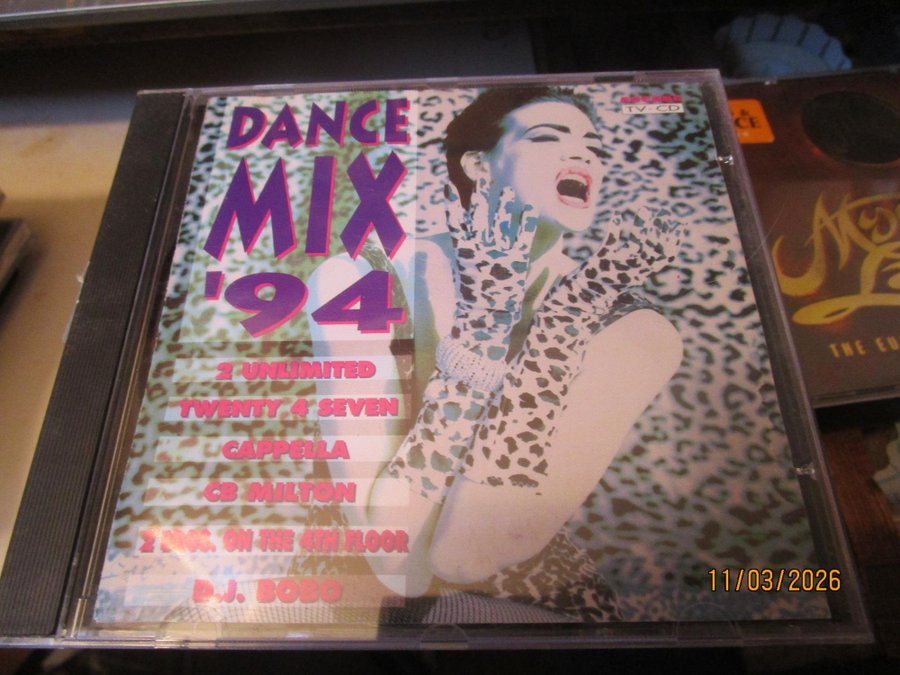 DANCE
MIX
'94
2 UNLIMITED
TWENTY 4 SEVEN
CAPPELLA
CB MILTON
2 BROS. ON THE 4TH FLOOR
D.J. BOBO
TV-CD
THE EU
11/03/2026